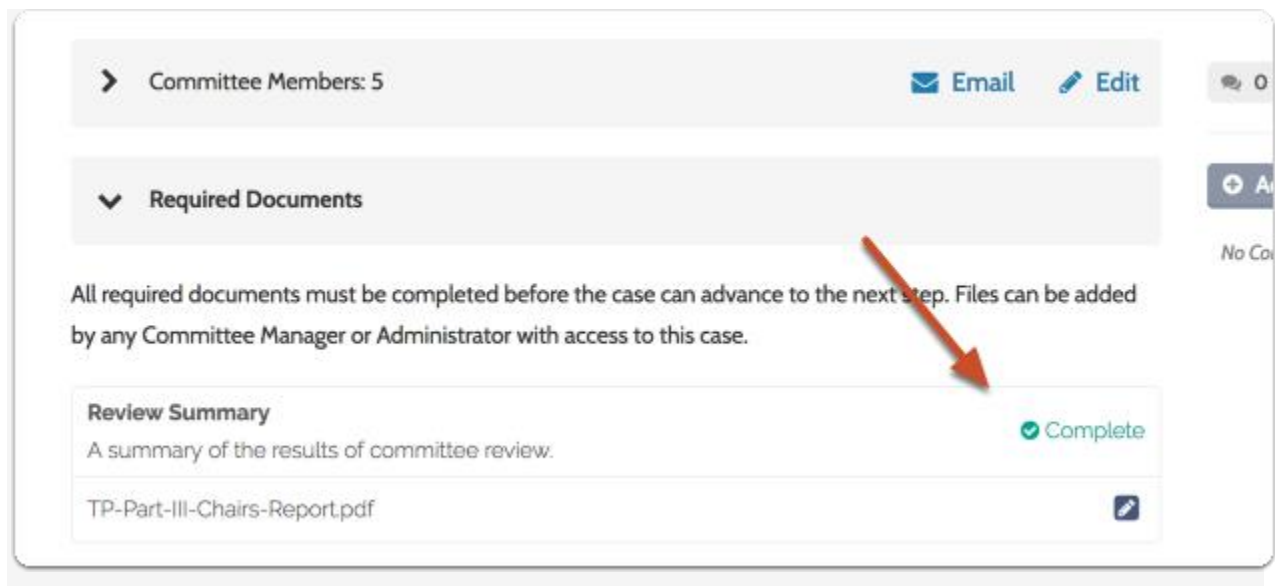 Committee Members: 5 Email Edit
0
Required Documents
No
All required documents must be completed before the case can advance to the next step. Files can be added
by any Committee Manager or Administrator with access to this case.
Review Summary
Complete
A summary of the results of committee review.
TP-Part-III-Chairs-Report.pdf